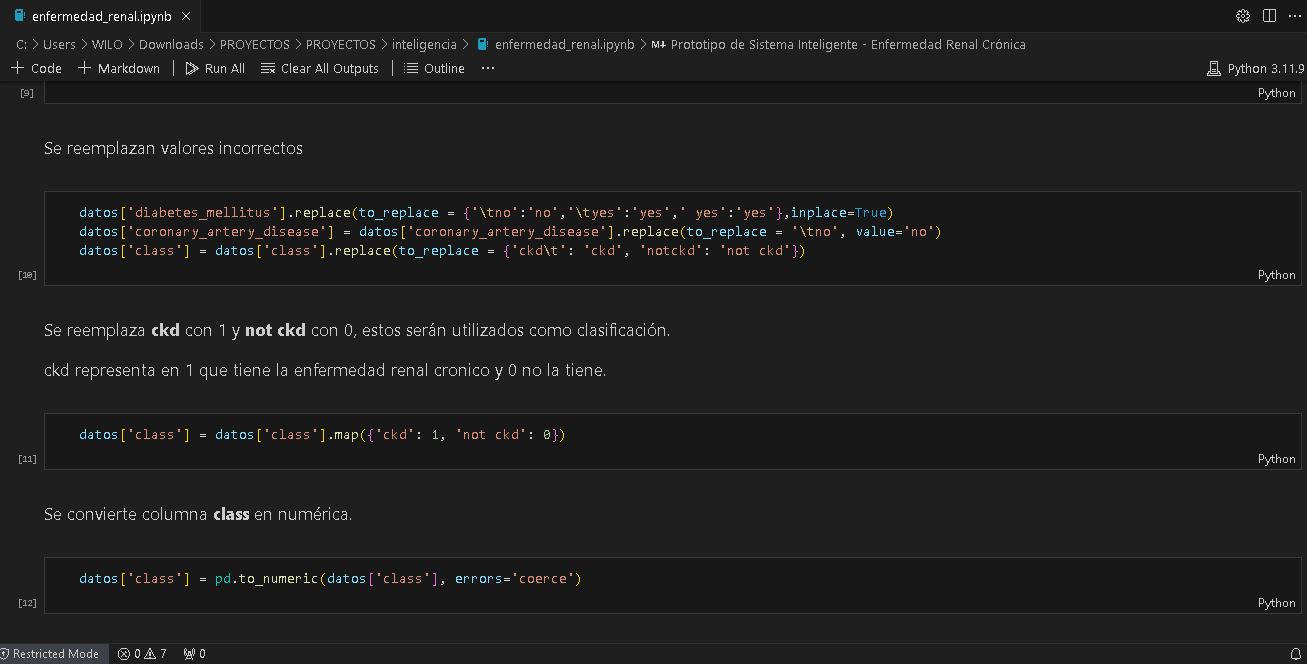 enfermedad_renal.ipynb
C: > Users > WILO > Downloads > PROYECTOS > PROYECTOS > inteligencia > enfermedad_renal.ipynb > M↓ Prototipo de Sistema Inteligente - Enfermedad Renal Crónica
+ Code + Markdown | Run All Clear All Outputs | Outline ... Python 3.11.9
[9] Python
Se reemplazan valores incorrectos
datos['diabetes_mellitus'].replace(to_replace = {'\tno':'no','\tyes':'yes',' yes':'yes'},inplace=True)
datos['coronary_artery_disease'] = datos['coronary_artery_disease'].replace(to_replace = '\tno', value='no')
datos['class'] = datos['class'].replace(to_replace = {'ckd\t': 'ckd', 'notckd': 'not ckd'})
[10] Python
Se reemplaza ckd con 1 y not ckd con 0, estos serán utilizados como clasificación.
ckd representa en 1 que tiene la enfermedad renal cronico y 0 no la tiene.
datos['class'] = datos['class'].map({'ckd': 1, 'not ckd': 0})
[11] Python
Se convierte columna class en numérica.
datos['class'] = pd.to_numeric(datos['class'], errors='coerce')
[12] Python
Restricted Mode 0 7 0